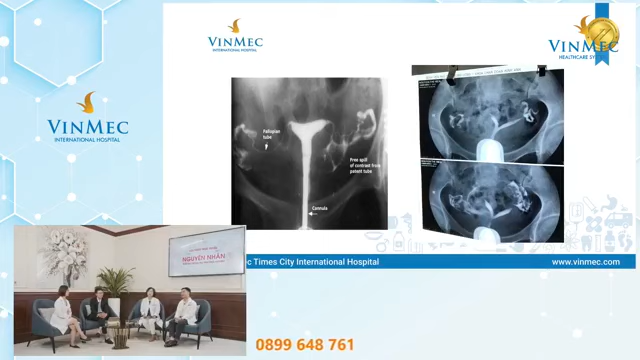 VINMEC
INTERNATIONAL HOSPITAL
VINMEC
INTERNATIONAL HOSPITAL
VINMEC
HEALTHCARE SY
Fallopian
tube
Free spill
of contrast from
patent tube
Cannula
NGUYÊN NHÂN
c Times City International Hospital
www.vinmec.com
0899 648 761